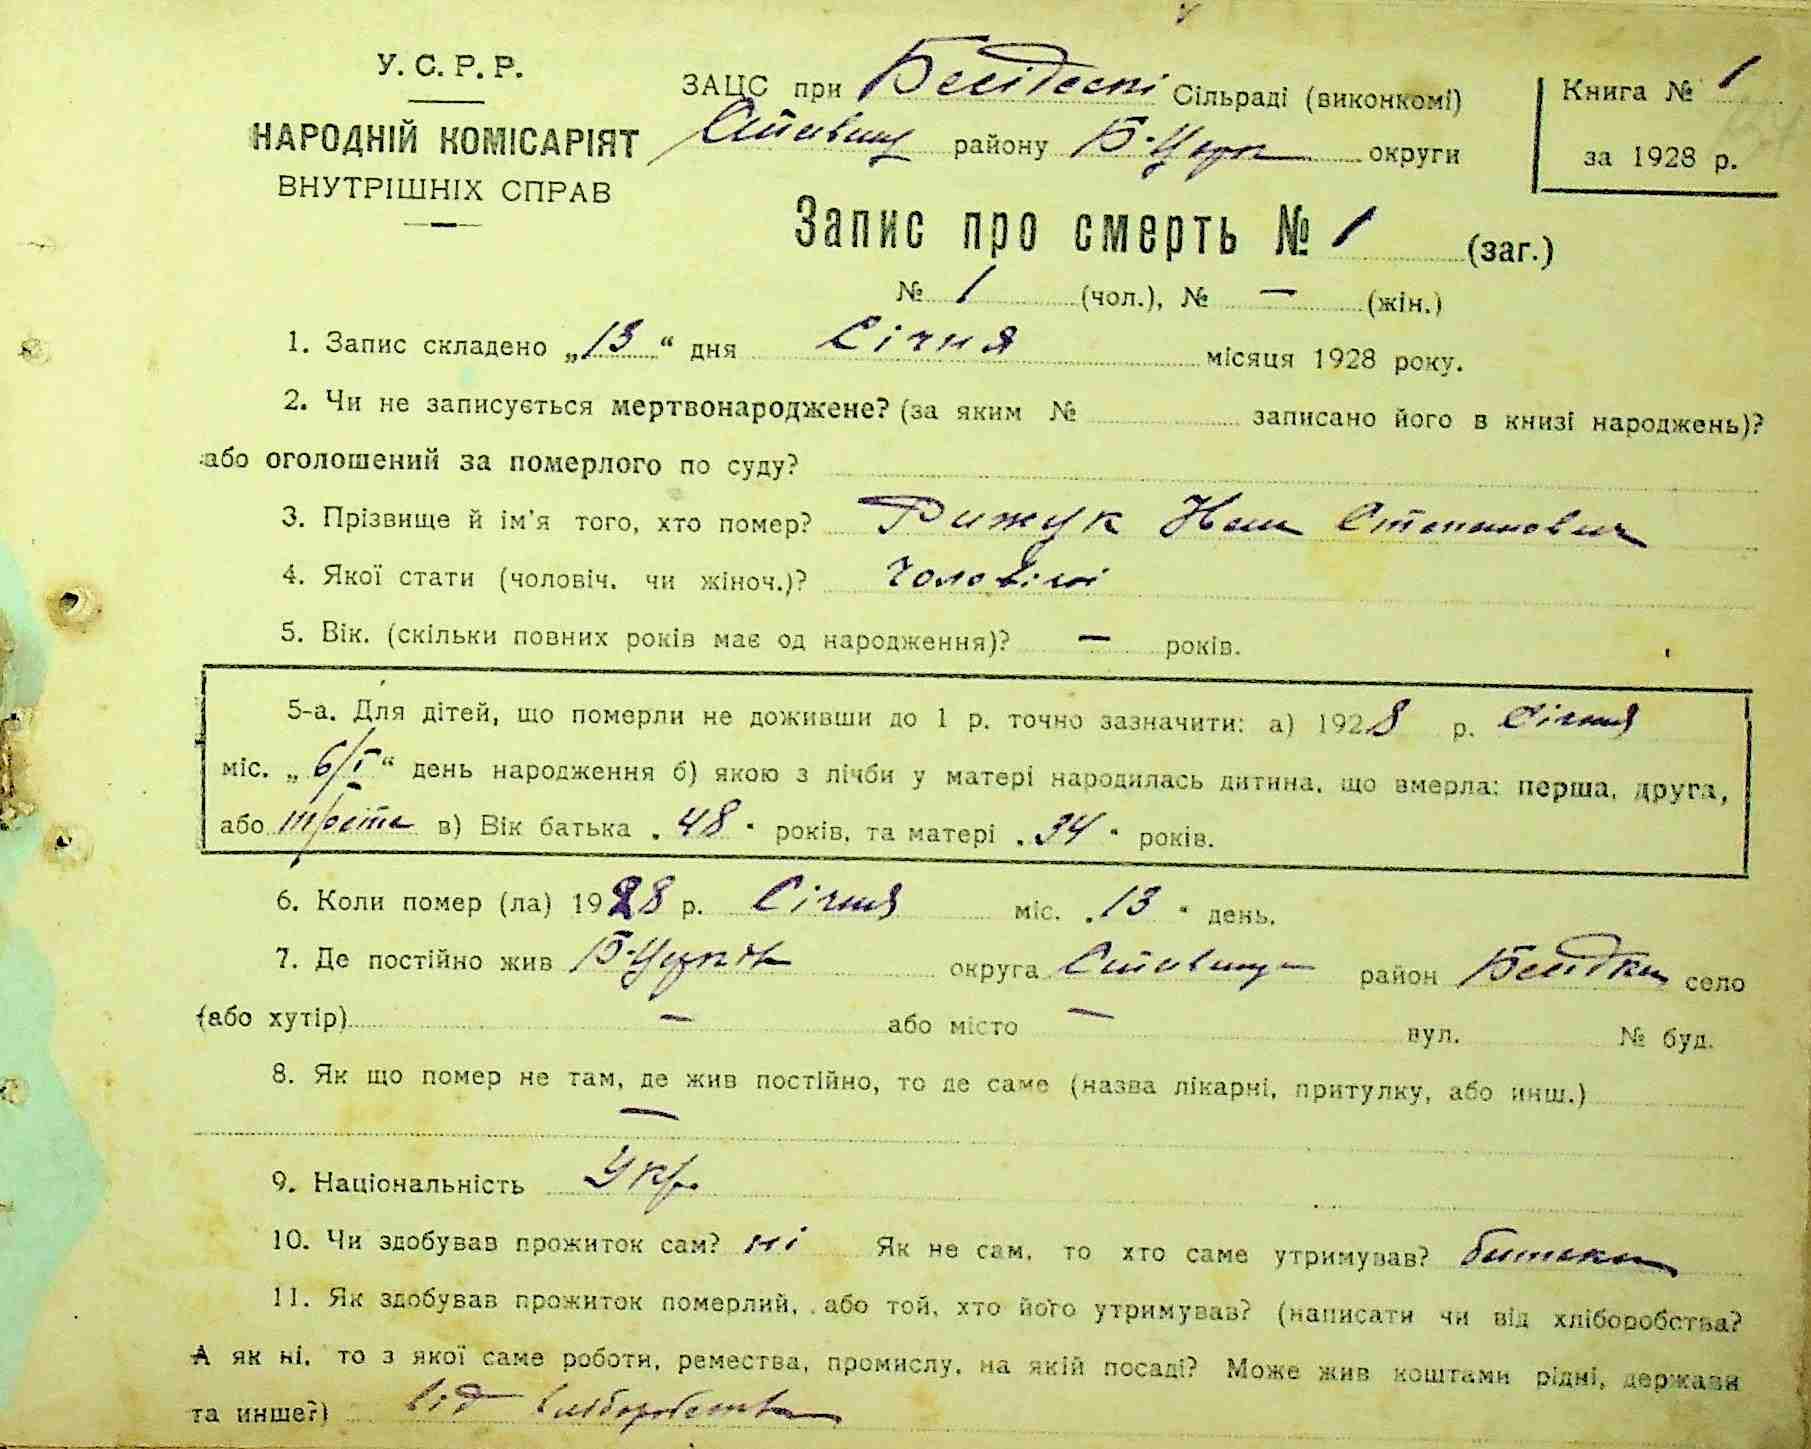 У. С. Р. Р.
НАРОДНІЙ КОМІСАРІЯТ
ВНУТРІШНІХ СПРАВ
ЗАЦС при Сільраді (виконкомі)
району Б-Церк округи
Книга № 1
за 1928 р.
Запис про смерть № 1 (заг.)
№ 1 (чол.), № — (жін.)
1. Запис складено „13“ дня Січня місяця 1928 року.
2. Чи не записується мертвонароджене? (за яким № записано його в книзі народжень)?
або оголошений за померлого по суду?
3. Прізвище й ім'я того, хто помер? Рижук Степанович
4. Якої стати (чоловіч. чи жіноч.)?
5. Вік. (скільки повних років має од народження)? — років.
5-а. Для дітей, що померли не доживши до 1 р. точно зазначити: а) 1928 р. Січня
міс. „6/I“ день народження б) якою з лічби у матері народилась дитина, що вмерла: перша, друга,
або третя в) Вік батька „48“ років, та матері „34“ років.
6. Коли помер (ла) 1928 р. Січня міс. „13“ день.
7. Де постійно жив округа район село
(або хутір) — або місто — вул. № буд.
8. Як що помер не там, де жив постійно, то де саме (назва лікарні, притулку, або инш.)
—
9. Національність Укр.
10. Чи здобував прожиток сам? ні Як не сам, то хто саме утримував? батьки
11. Як здобував прожиток померлий, або той, хто його утримував? (написати чи від хліборобства?
А як ні, то з якої саме роботи, ремества, промислу, на якій посаді? Може жив коштами рідні, держави
та инше?) від хліборобства